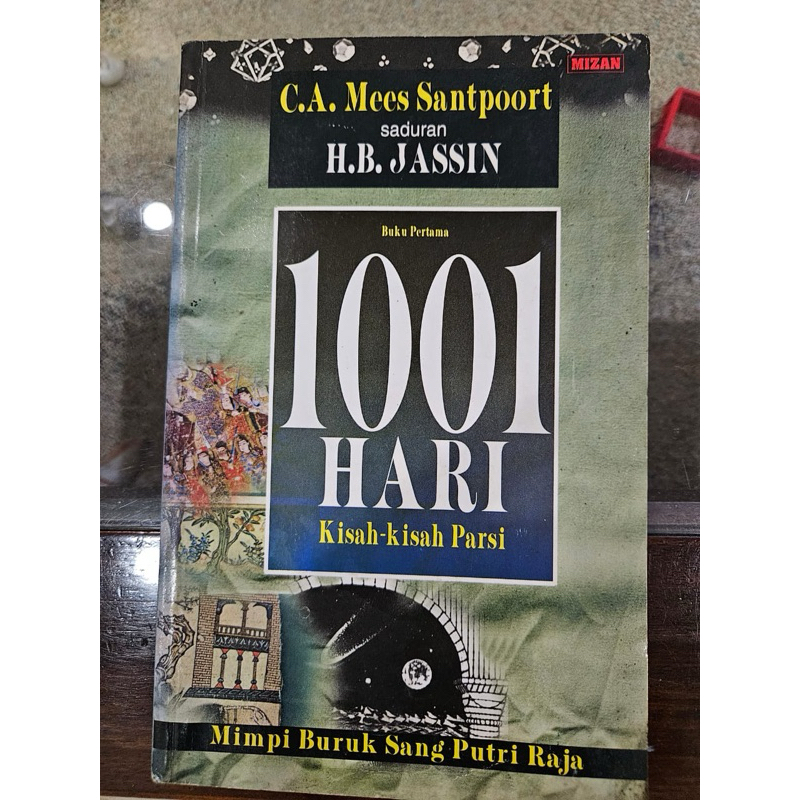 MIZAN
C.A. Mees Santpoort
saduran
H.B. JASSIN
Buku Pertama
1001
HARI
Kisah-kisah Parsi
Mimpi Buruk Sang Putri Raja